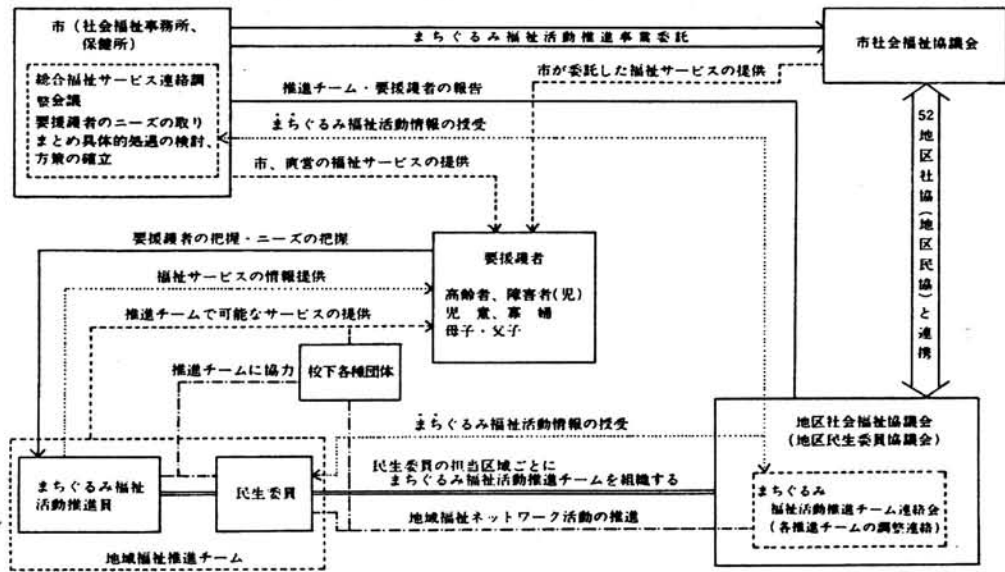 市（社会福祉事務所、
保健所）
総合福祉サービス連絡調
整会議
要援護者のニーズの取り
まとめ具体的処遇の検討、
方策の確立
まちぐるみ福祉活動推進事業委託
市社会福祉協議会
市が委託した福祉サービスの提供
推進チーム・要援護者の報告
まちぐるみ福祉活動情報の授受
市、直営の福祉サービスの提供
52地区社協（地区民協）と連携
要援護者の把握・ニーズの把握
福祉サービスの情報提供
推進チームで可能なサービスの提供
要援護者
高齢者、障害者(児)
児　童、寡　婦
母子・父子
推進チームに協力
校下各種団体
まちぐるみ福祉活動情報の授受
地区社会福祉協議会
(地区民生委員協議会)
まちぐるみ福祉
活動推進員
民生委員
民生委員の担当区域ごとに
まちぐるみ福祉活動推進チームを組織する
地域福祉ネットワーク活動の推進
まちぐるみ
福祉活動推進チーム連絡会
(各推進チームの調整連絡)
地域福祉推進チーム